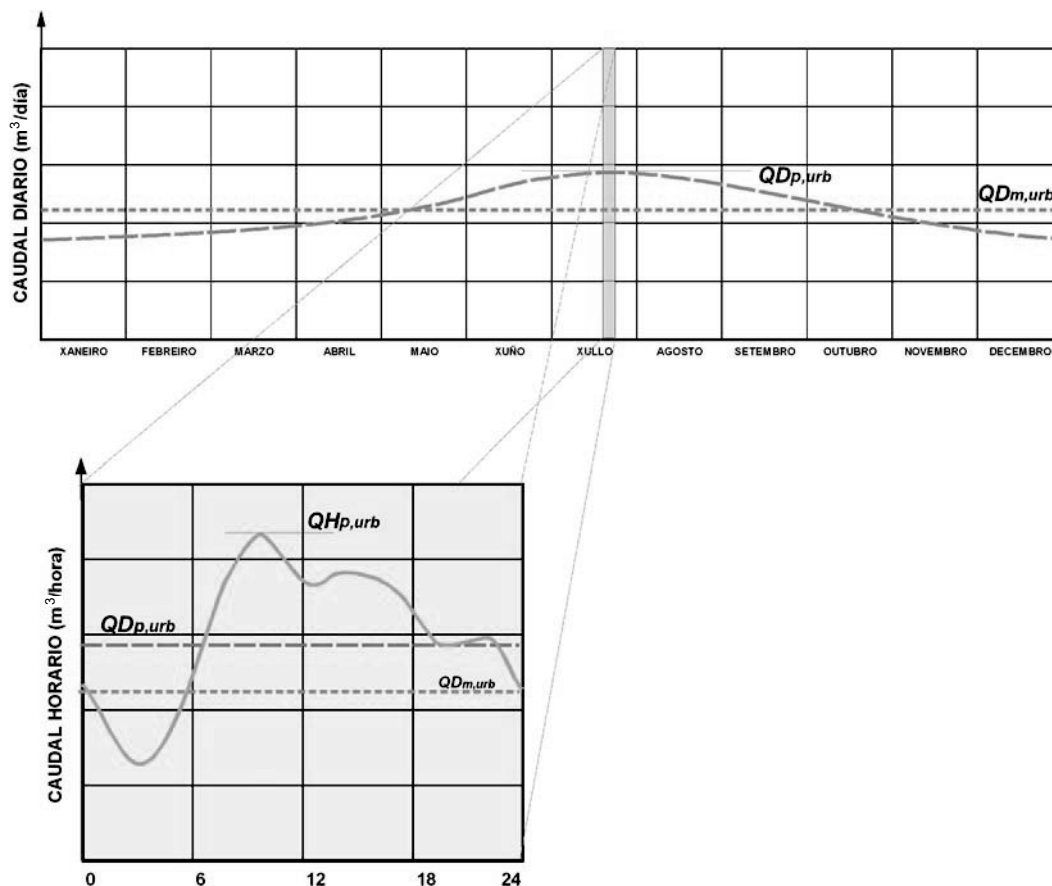 CAUDAL DIARIO (m³/día)
QDp,urb
QDm,urb
XANEIRO FEBREIRO MARZO ABRIL MAIO XUÑO XULLO AGOSTO SETEMBRO OUTUBRO NOVEMBRO DECEMBRO
CAUDAL HORARIO (m³/hora)
QHp,urb
QDp,urb
QDm,urb
0 6 12 18 24